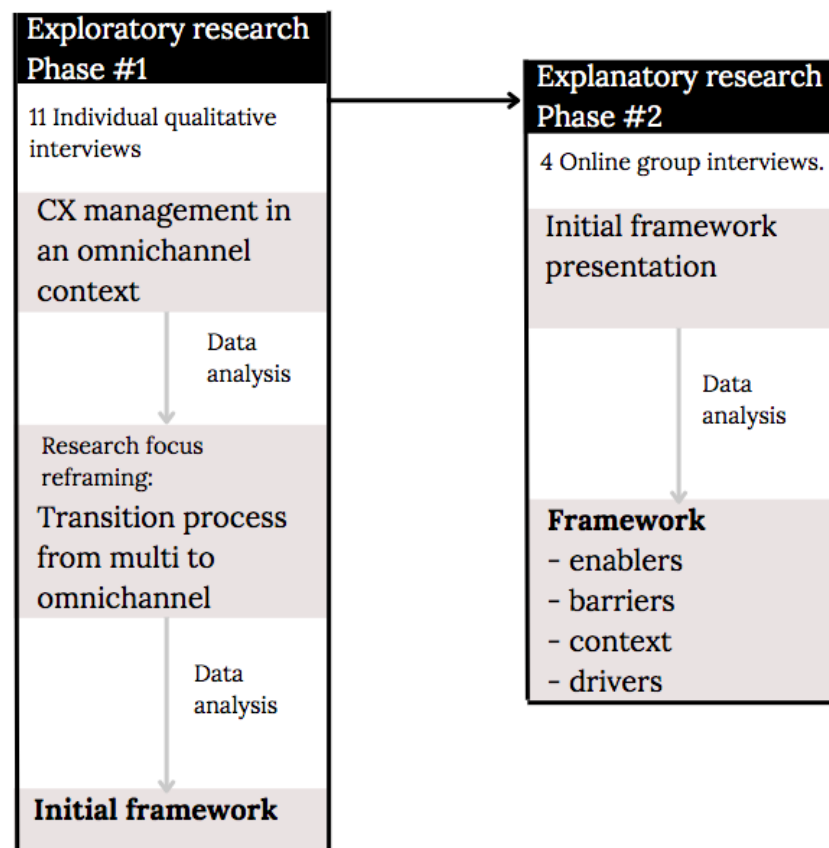 Exploratory research
Phase #1
11 Individual qualitative
interviews
CX management in
an omnichannel
context
Data
analysis
Research focus
reframing:
Transition process
from multi to
omnichannel
Data
analysis
Initial framework
Explanatory research
Phase #2
4 Online group interviews.
Initial framework
presentation
Data
analysis
Framework
- enablers
- barriers
- context
- drivers